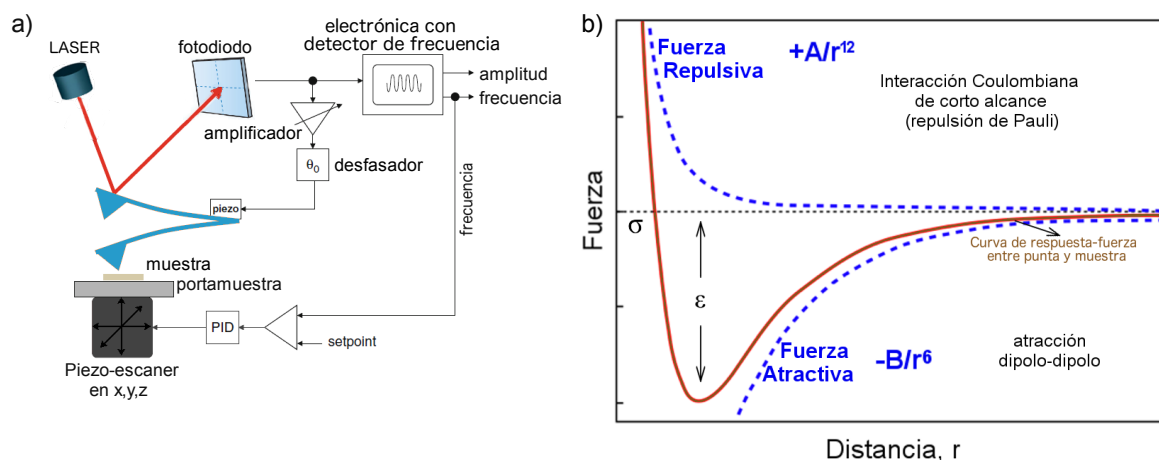 a)
LASER
fotodiodo
electrónica con
detector de frecuencia
amplitud
frecuencia
amplificador
θ0
desfasador
piezo
frecuencia
muestra
portamuestra
PID
setpoint
Piezo-escaner
en x,y,z
b)
Fuerza
Repulsiva
+A/r¹²
Interacción Coulombiana
de corto alcance
(repulsión de Pauli)
Fuerza
σ
Curva de respuesta-fuerza
entre punta y muestra
ε
Fuerza
Atractiva
-B/r⁶
atracción
dipolo-dipolo
Distancia, r